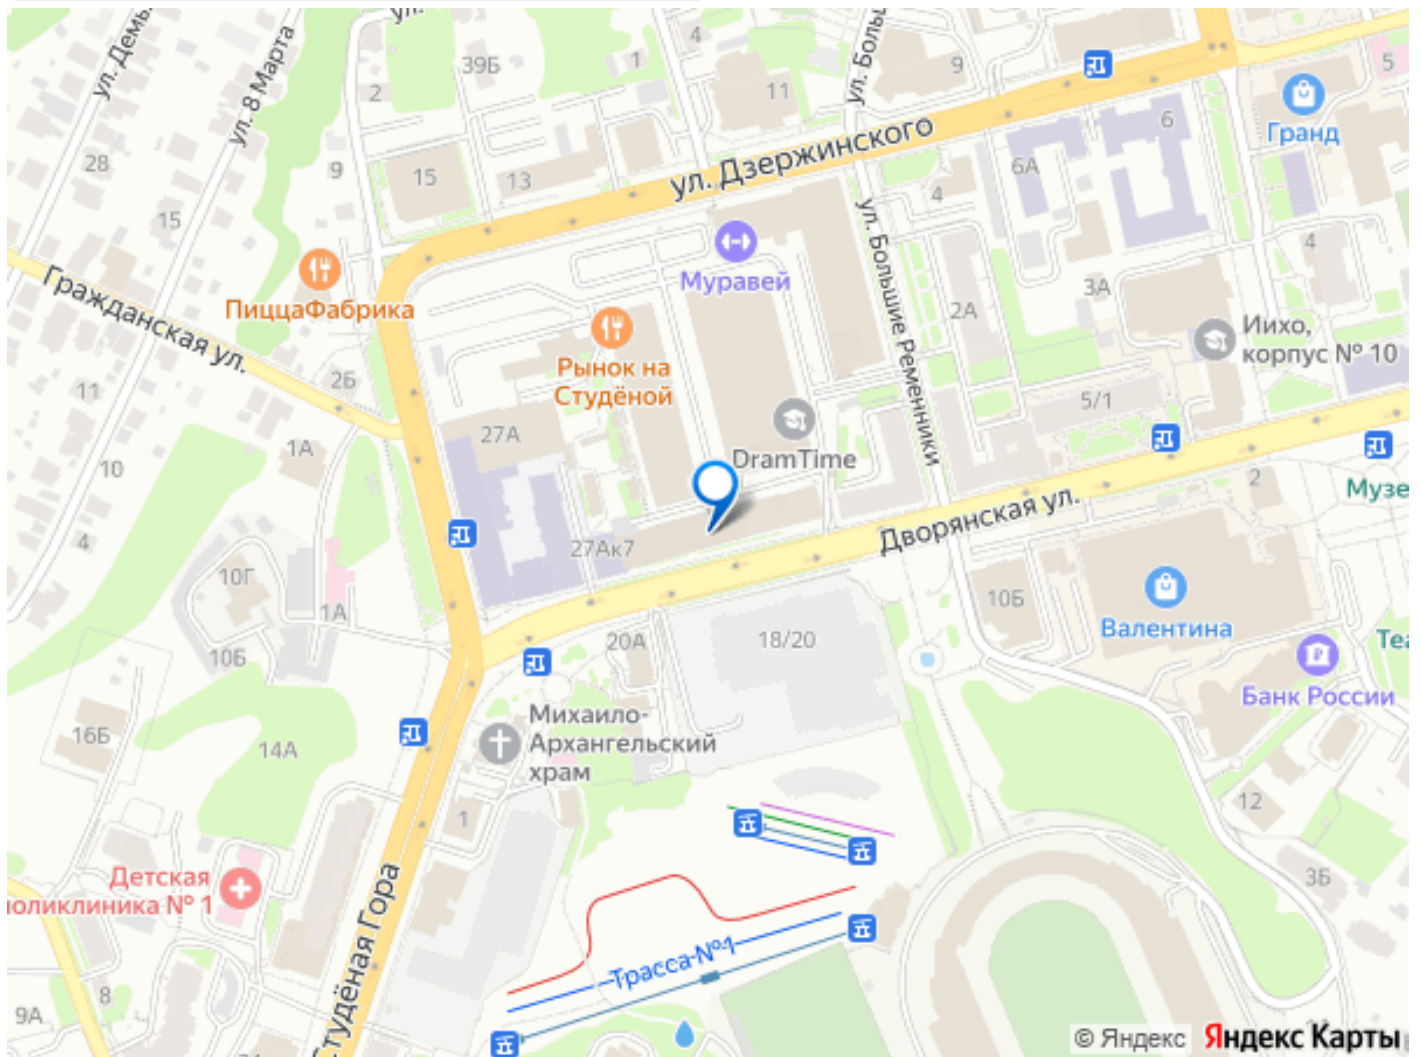 ул.
ул. Демь
ул. 8 Марта
ул. Боль
39Б
1
4
9
5
2
11
Гранд
6
ул. Дзержинского
28
9
15
13
6А
4
15
ул. Большие Ременники
4
Муравей
3А
ПиццаФабрика
Гражданская ул.
2А
Иихо,
корпус № 10
Рынок на
Студёной
2Б
11
5/1
27А
1А
DramTime
10
2
Музе
Дворянская ул.
4
27Ак7
10Г
1А
10Б
10Б
20А
18/20
Валентина
Теа
Банк России
16Б
14А
Михаило-
Архангельский
храм
1
12
Детская
поликлиника № 1
3Б
Студёная Гора
Трасса №1
8
9А
© Яндекс
Яндекс Карты